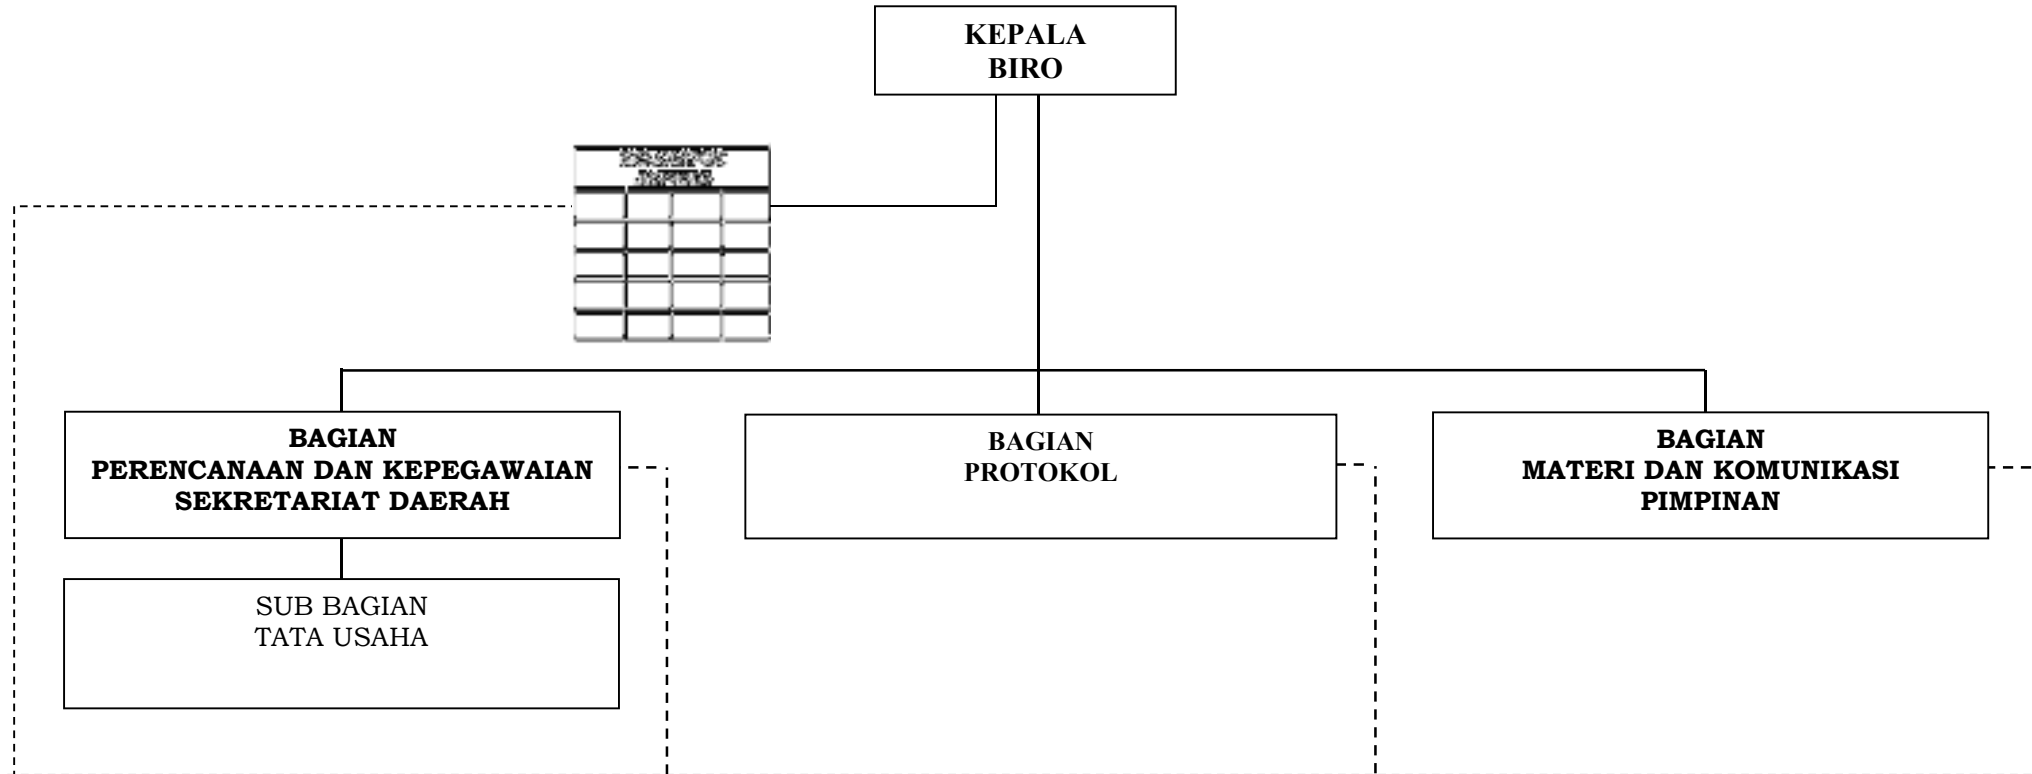 KEPALA
BIRO
BAGIAN
PERENCANAAN DAN KEPEGAWAIAN
SEKRETARIAT DAERAH
BAGIAN
PROTOKOL
BAGIAN
MATERI DAN KOMUNIKASI
PIMPINAN
SUB BAGIAN
TATA USAHA